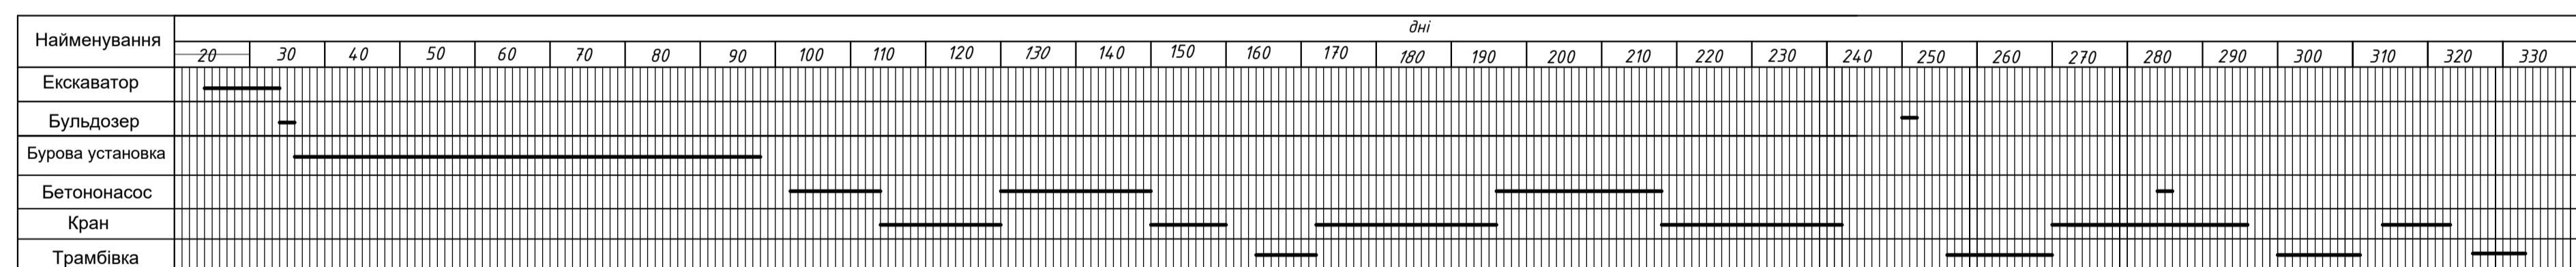 Найменування
дні
20 30 40 50 60 70 80 90 100 110 120 130 140 150 160 170 180 190 200 210 220 230 240 250 260 270 280 290 300 310 320 330
Екскаватор
Бульдозер
Бурова установка
Бетононасос
Кран
Трамбівка